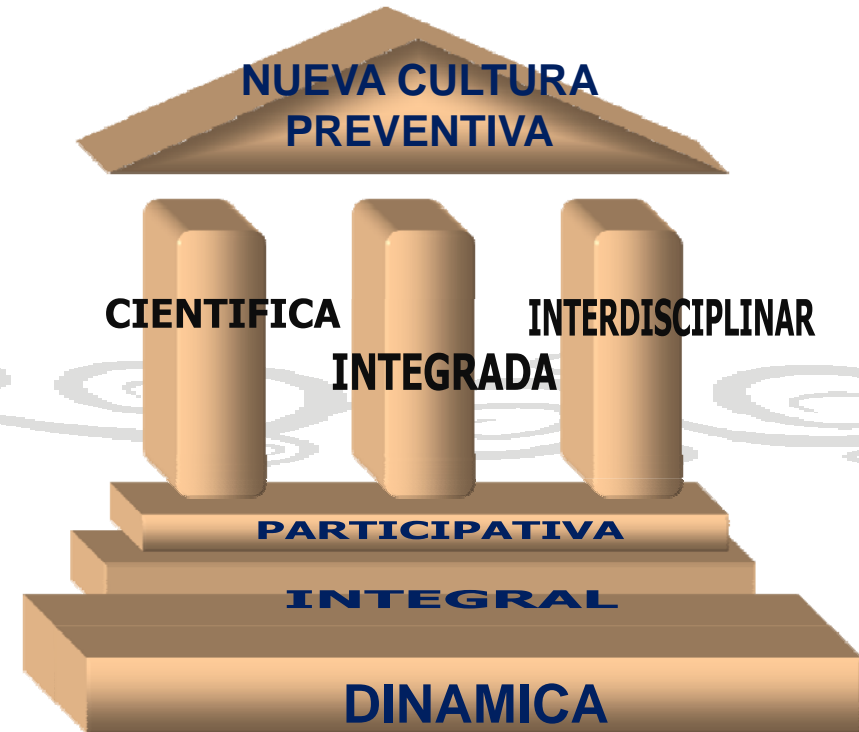 NUEVA CULTURA
PREVENTIVA
CIENTIFICA
INTERDISCIPLINAR
INTEGRADA
PARTICIPATIVA
INTEGRAL
DINAMICA